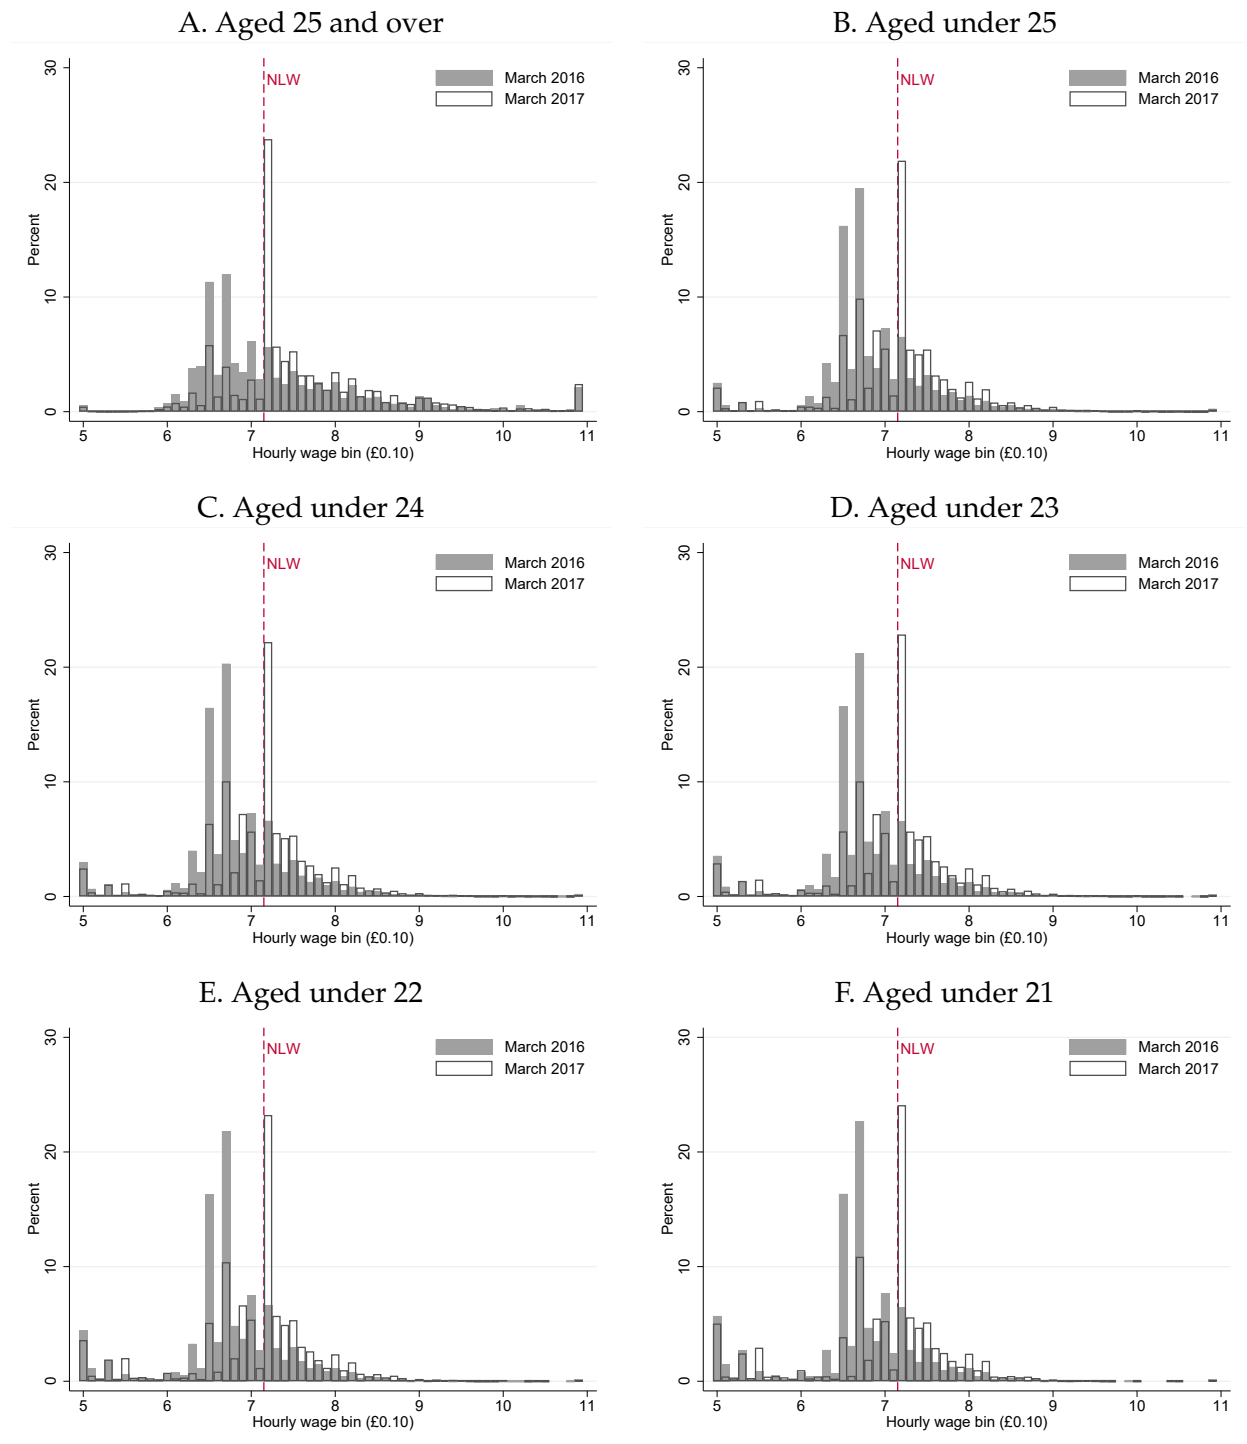 A. Aged 25 and over
30
20
10
0
Percent
NLW
March 2016
March 2017
5 6 7 8 9 10 11
Hourly wage bin (£0.10)
B. Aged under 25
30
20
10
0
Percent
NLW
March 2016
March 2017
5 6 7 8 9 10 11
Hourly wage bin (£0.10)
C. Aged under 24
30
20
10
0
Percent
NLW
March 2016
March 2017
5 6 7 8 9 10 11
Hourly wage bin (£0.10)
D. Aged under 23
30
20
10
0
Percent
NLW
March 2016
March 2017
5 6 7 8 9 10 11
Hourly wage bin (£0.10)
E. Aged under 22
30
20
10
0
Percent
NLW
March 2016
March 2017
5 6 7 8 9 10 11
Hourly wage bin (£0.10)
F. Aged under 21
30
20
10
0
Percent
NLW
March 2016
March 2017
5 6 7 8 9 10 11
Hourly wage bin (£0.10)